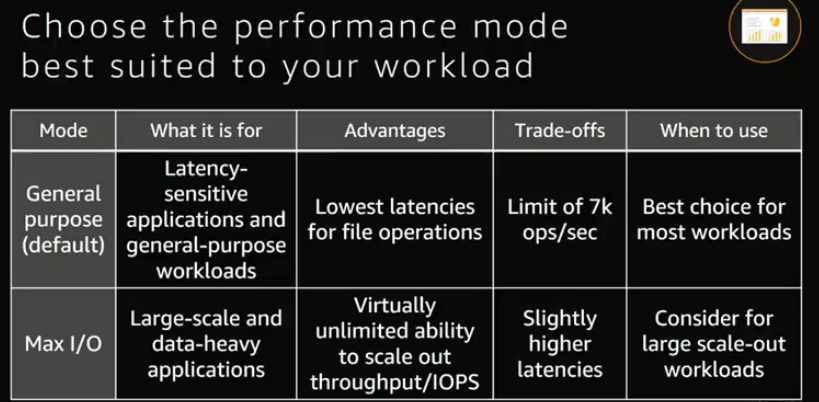 Choose the performance mode
best suited to your workload
Mode
What it is for
Advantages
Trade-offs
When to use
General
purpose
(default)
Latency-
sensitive
applications and
general-purpose
workloads
Lowest latencies
for file operations
Limit of 7k
ops/sec
Best choice for
most workloads
Max I/O
Large-scale and
data-heavy
applications
Virtually
unlimited ability
to scale out
throughput/IOPS
Slightly
higher
latencies
Consider for
large scale-out
workloads